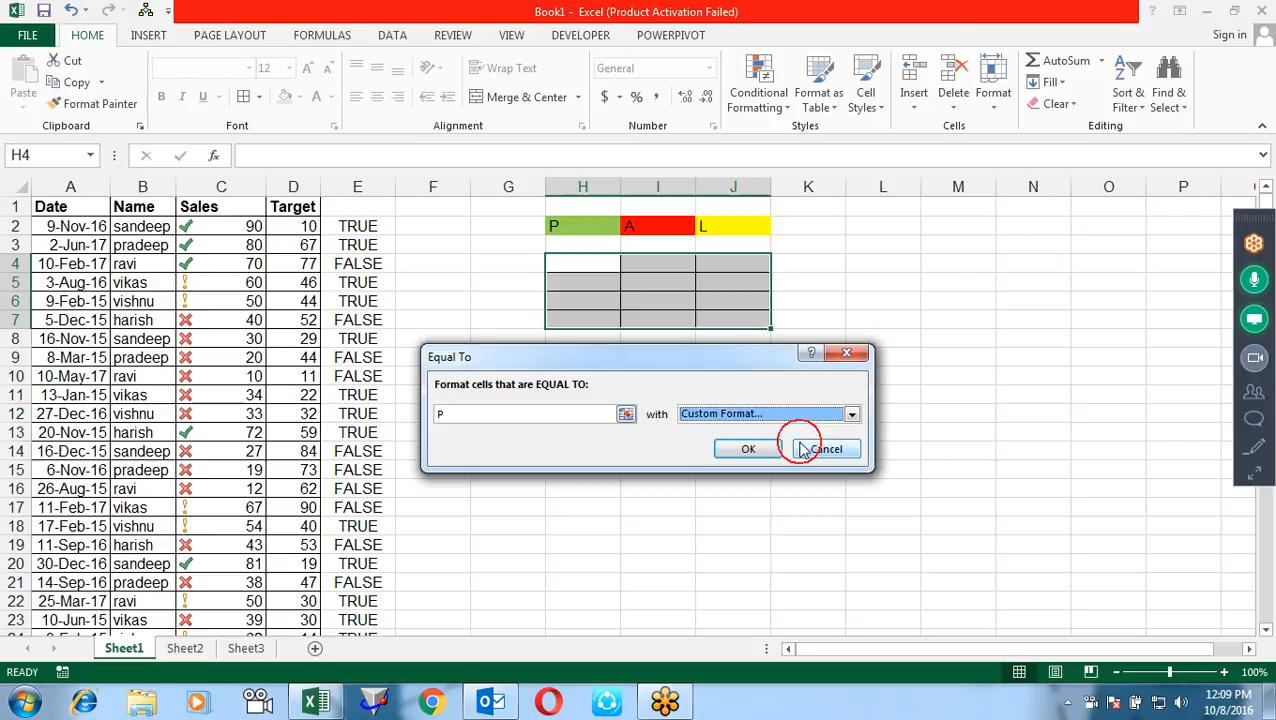 Book1 - Excel (Product Activation Failed)
FILE HOME INSERT PAGE LAYOUT FORMULAS DATA REVIEW VIEW DEVELOPER POWERPIVOT Sign in
Paste Cut Copy Format Painter Clipboard
12 B I U Font
Wrap Text Merge & Center Alignment
General $ % , Number
Conditional Formatting Format as Table Cell Styles Styles
Insert Delete Format Cells
AutoSum Fill Clear Sort & Filter Find & Select Editing
H4 fx
A B C D E F G H I J K L M N O P
1 Date Name Sales Target
2 9-Nov-16 sandeep 90 10 TRUE P A L
3 2-Jun-17 pradeep 80 67 TRUE
4 10-Feb-17 ravi 70 77 FALSE
5 3-Aug-16 vikas 60 46 TRUE
6 9-Feb-15 vishnu 50 44 TRUE
7 5-Dec-15 harish 40 52 FALSE
8 16-Nov-15 sandeep 30 29 TRUE
9 8-Mar-15 pradeep 20 44 FALSE
10 10-May-17 ravi 10 11 FALSE
11 13-Jan-15 vikas 34 22 TRUE
12 27-Dec-15 vishnu 33 32 TRUE
13 20-Nov-15 harish 72 59 TRUE
14 16-Dec-15 sandeep 27 84 FALSE
15 6-Nov-16 pradeep 19 73 FALSE
16 26-Aug-15 ravi 12 62 FALSE
17 11-Feb-16 vikas 67 90 FALSE
18 17-Feb-15 vishnu 54 40 TRUE
19 11-Sep-16 harish 43 53 FALSE
20 30-Dec-16 sandeep 81 19 TRUE
21 14-Sep-16 pradeep 38 47 FALSE
22 25-Mar-17 ravi 50 30 TRUE
23 10-Jun-15 vikas 39 30 TRUE
Equal To
Format cells that are EQUAL TO:
P with Custom Format...
OK Cancel
Sheet1 Sheet2 Sheet3
READY 100%
12:09 PM
10/8/2016